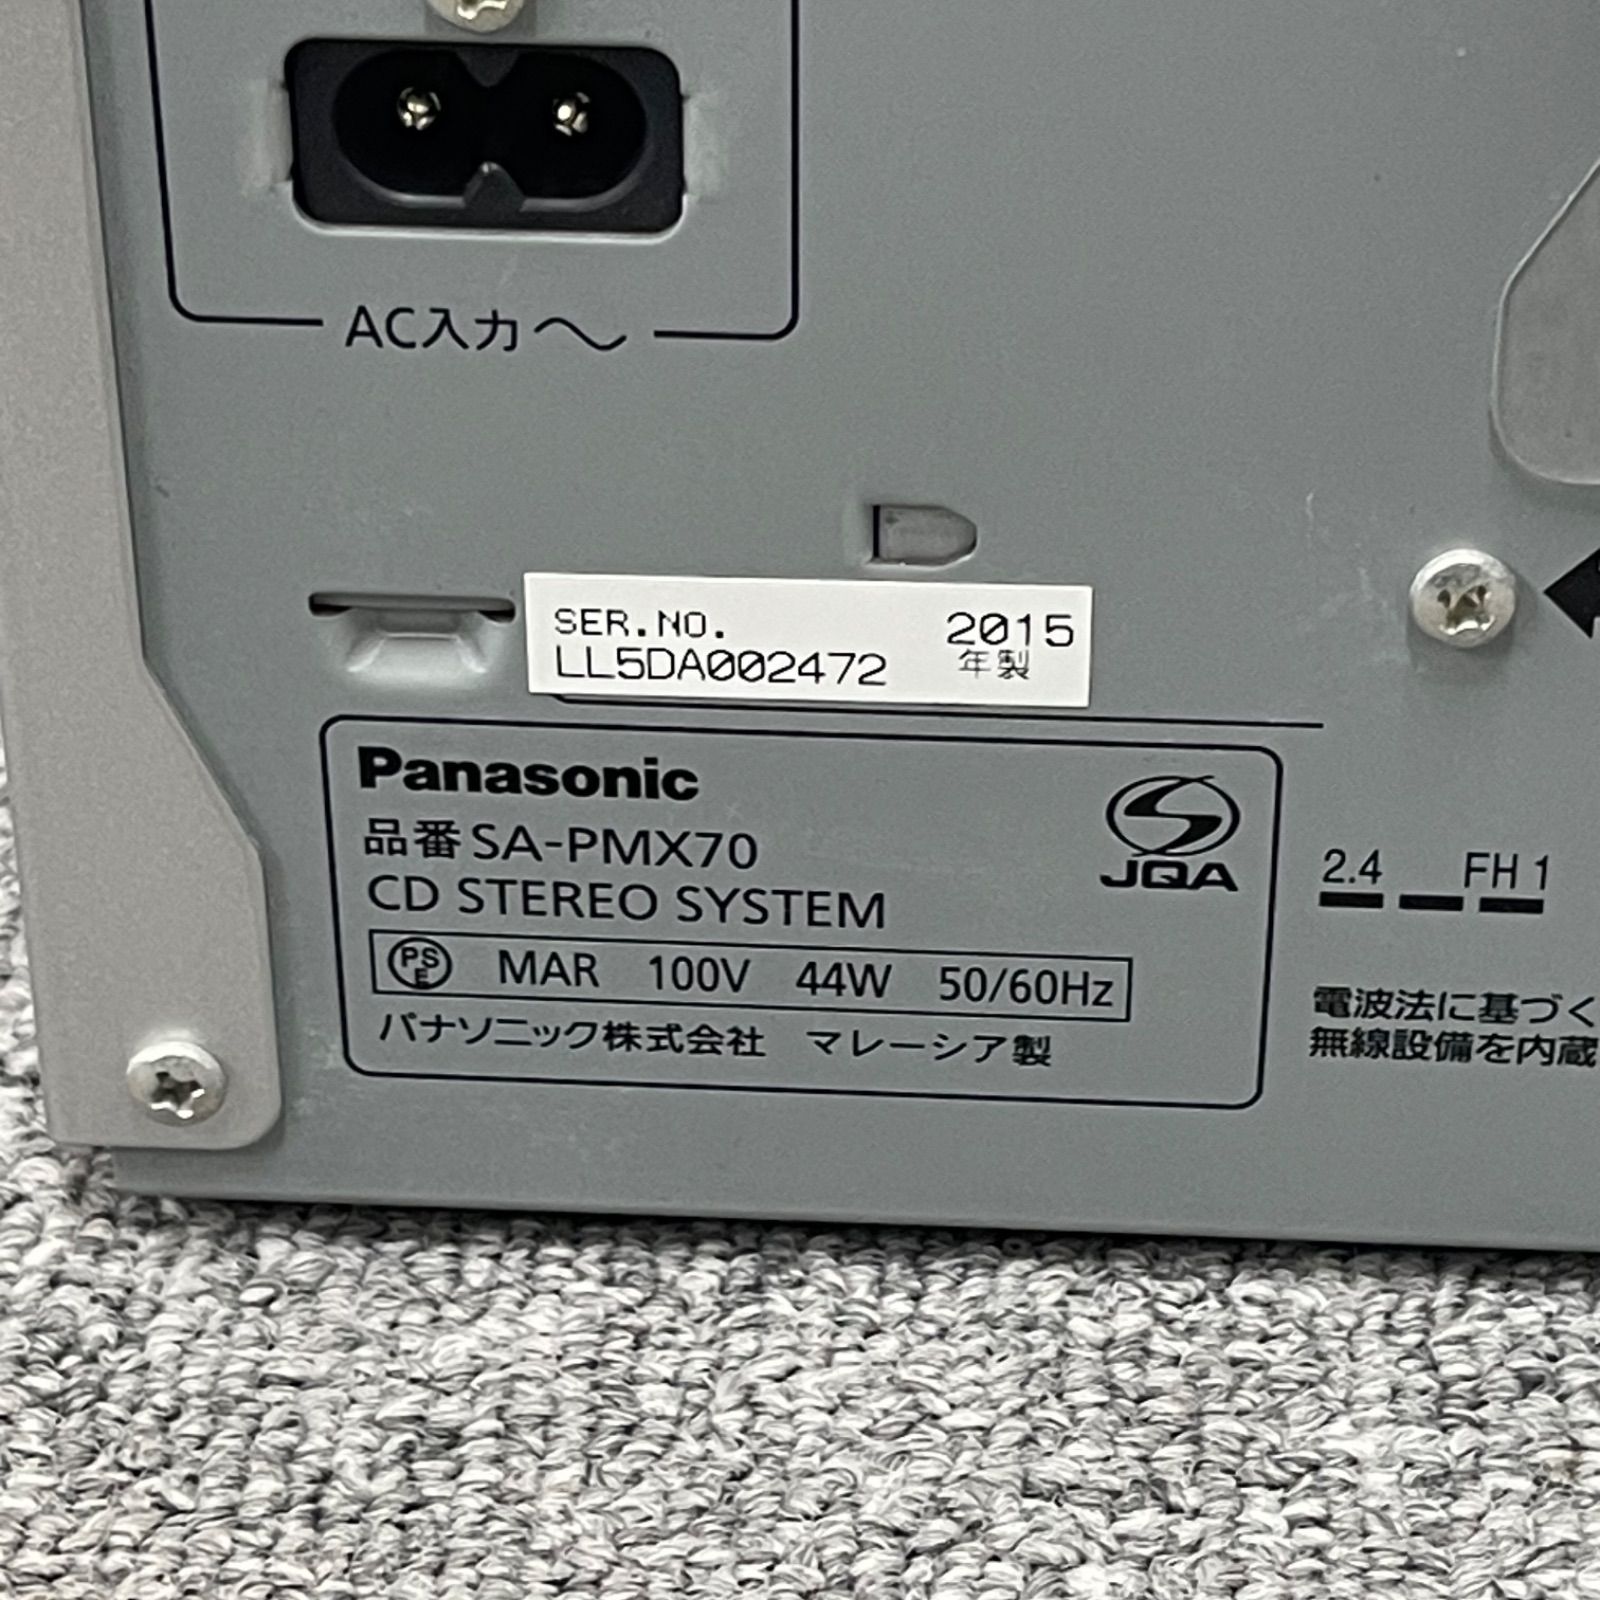 AC入力～
SER.NO.
LL5DA002472
2015
年製
Panasonic
品番 SA-PMX70
CD STEREO SYSTEM
JQA
PSE MAR 100V 44W 50/60Hz
パナソニック株式会社 マレーシア製
2.4 FH 1
電波法に基づく
無線設備を内蔵